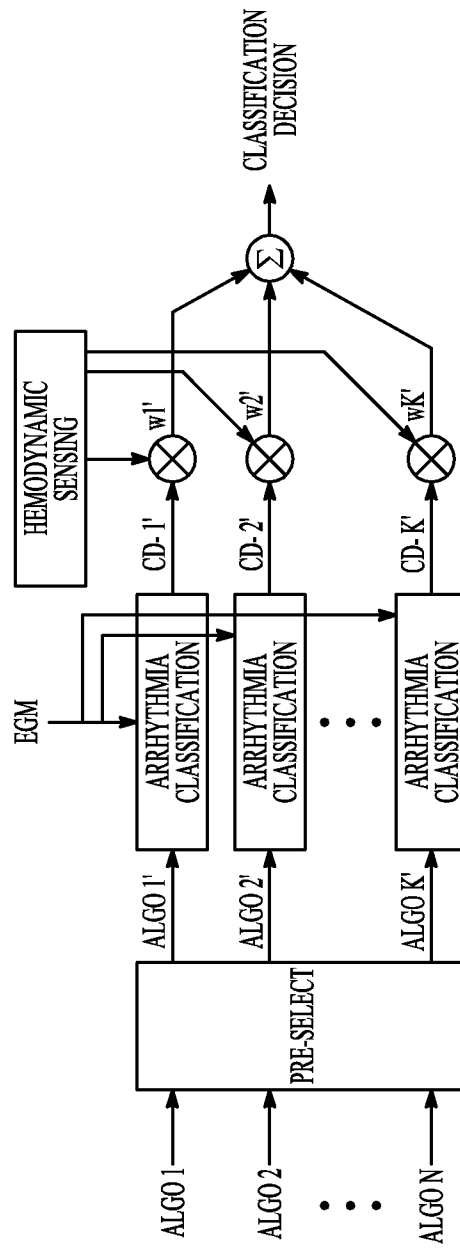 ALGO 1
ALGO 2
ALGO N
PRE-SELECT
ALGO 1'
ALGO 2'
ALGO K'
EGM
ARRHYTHMIA
CLASSIFICATION
ARRHYTHMIA
CLASSIFICATION
ARRHYTHMIA
CLASSIFICATION
CD- 1'
CD- 2'
CD- K'
HEMODYNAMIC
SENSING
w1'
w2'
wK'
Σ
CLASSIFICATION
DECISION